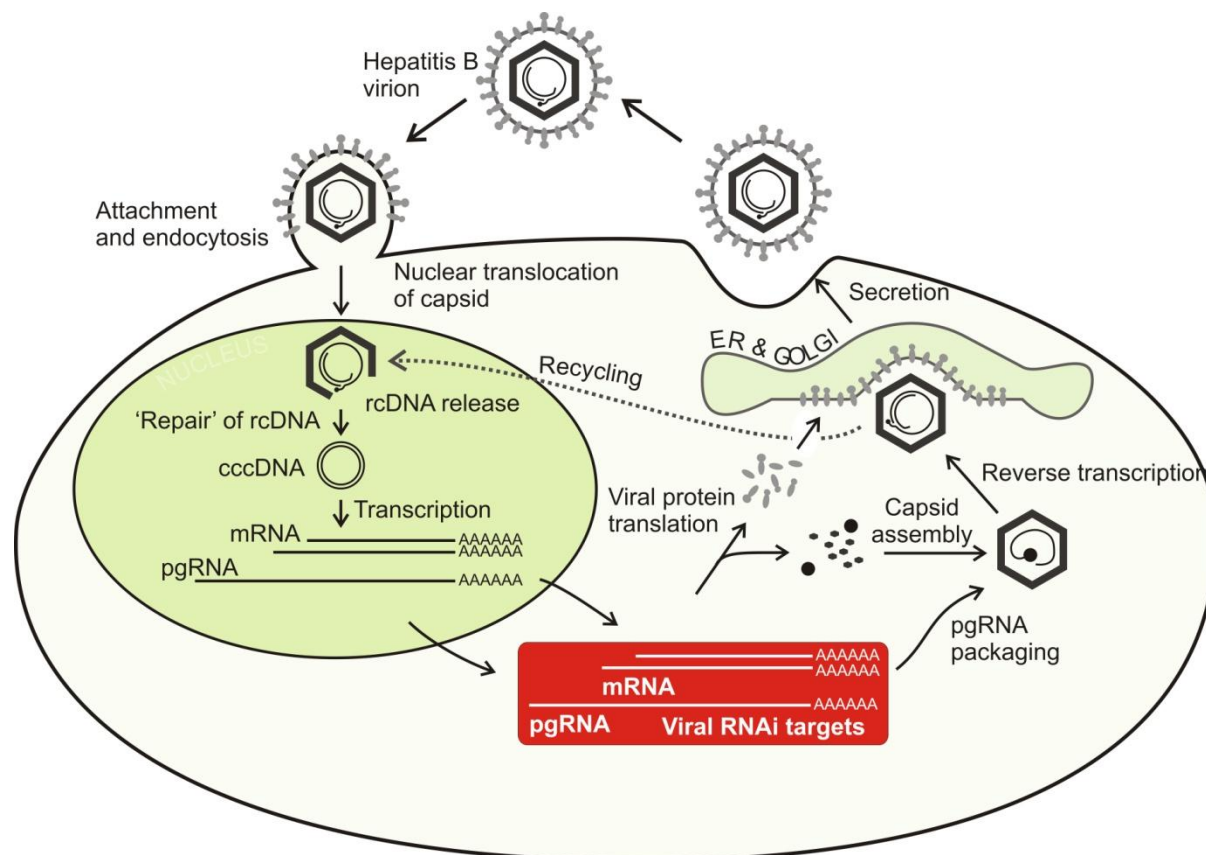 Hepatitis B
virion
Attachment
and endocytosis
Nuclear translocation
of capsid
Secretion
ER & GOLGI
NUCLEUS
Recycling
rcDNA release
‘Repair’ of rcDNA
cccDNA
Transcription
mRNA
AAAAAA
AAAAAA
pgRNA
AAAAAA
Viral protein
translation
Capsid
assembly
Reverse transcription
pgRNA
packaging
AAAAAA
mRNA
AAAAAA
AAAAAA
pgRNA
Viral RNAi targets